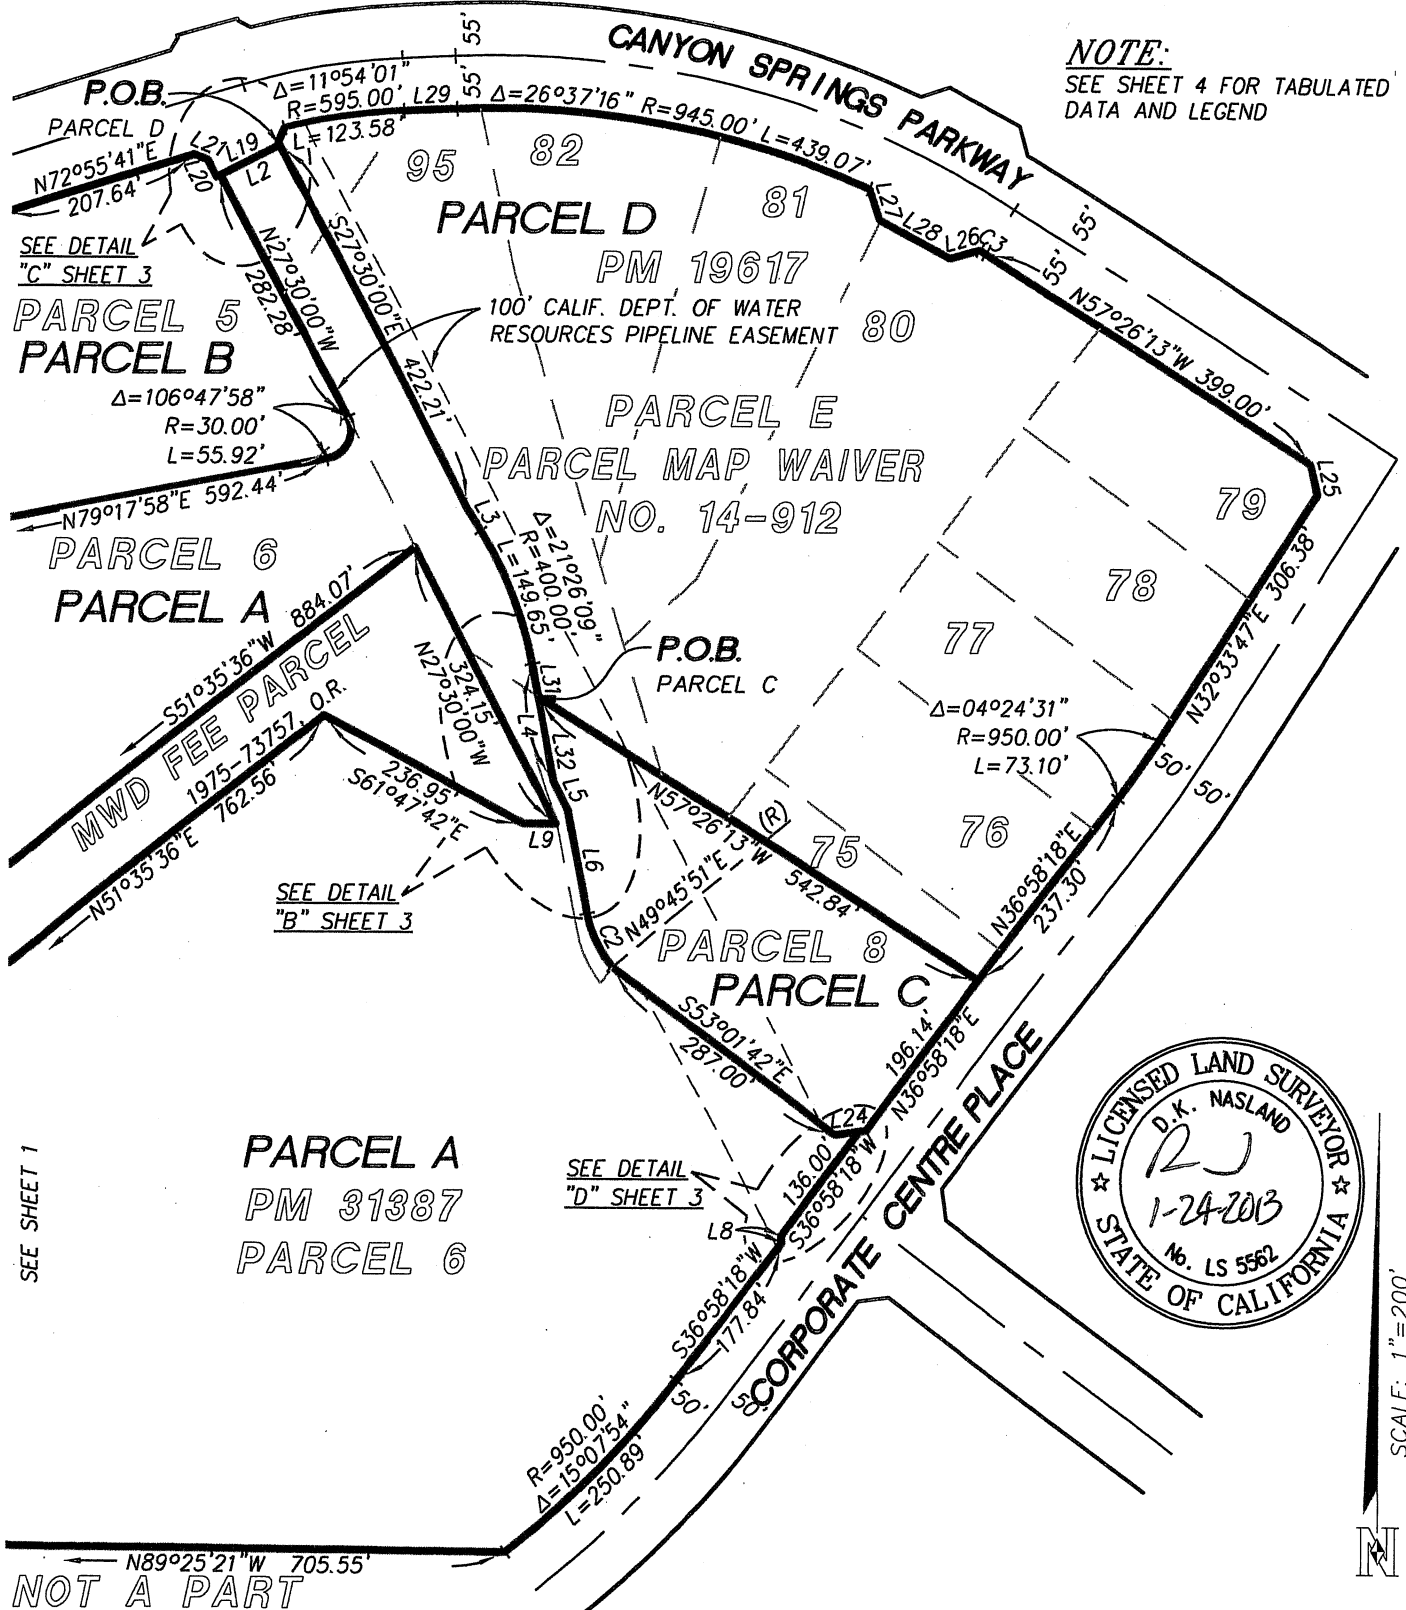 NOTE:
SEE SHEET 4 FOR TABULATED
DATA AND LEGEND
CANYON SPRINGS PARKWAY
55'
55'
P.O.B.
PARCEL D
Δ=11°54'01"
R=595.00'
L=123.58'
L29
Δ=26°37'16" R=945.00' L=439.07'
L21
L19
L20
L2
N72°55'41"E
207.64'
SEE DETAIL
"C" SHEET 3
95
82
81
PARCEL D
PM 19617
L27
L28
L26
C3
55'
55'
N57°26'13"W 399.00'
N27°30'00"W
282.28'
S27°30'00"E
422.21'
100' CALIF. DEPT. OF WATER
RESOURCES PIPELINE EASEMENT
80
PARCEL 5
PARCEL B
Δ=106°47'58"
R=30.00'
L=55.92'
N79°17'58"E 592.44'
PARCEL E
PARCEL MAP WAIVER
NO. 14-912
L25
79
78
77
76
75
L3
Δ=21°26'09"
R=400.00'
L=149.65'
PARCEL 6
PARCEL A
S51°35'36"W 884.07'
MWD FEE PARCEL
1975-73757, O.R.
N51°35'36"E 762.56'
N27°30'00"W
324.15'
P.O.B.
PARCEL C
L31
L4
L32
L5
L6
L9
236.95'
S61°47'42"E
SEE DETAIL
"B" SHEET 3
Δ=04°24'31"
R=950.00'
L=73.10'
N32°33'47"E 306.38'
50'
50'
N57°26'13"W
542.84'
(R)
N49°45'51"E
C2
N36°58'18"E
237.30'
PARCEL 8
PARCEL C
S53°01'42"E
287.00'
196.14'
N36°58'18"E
L24
136.00'
S36°58'18"W
SEE DETAIL
"D" SHEET 3
L8
S36°58'18"W
177.84'
CORPORATE CENTRE PLACE
50'
50'
PARCEL A
PM 31387
PARCEL 6
SEE SHEET 1
R=950.00'
Δ=15°07'54"
L=250.89'
N89°25'21"W 705.55'
NOT A PART
LICENSED LAND SURVEYOR
D.K. NASLAND
1-24-2013
No. LS 5562
STATE OF CALIFORNIA
SCALE: 1"=200'
N